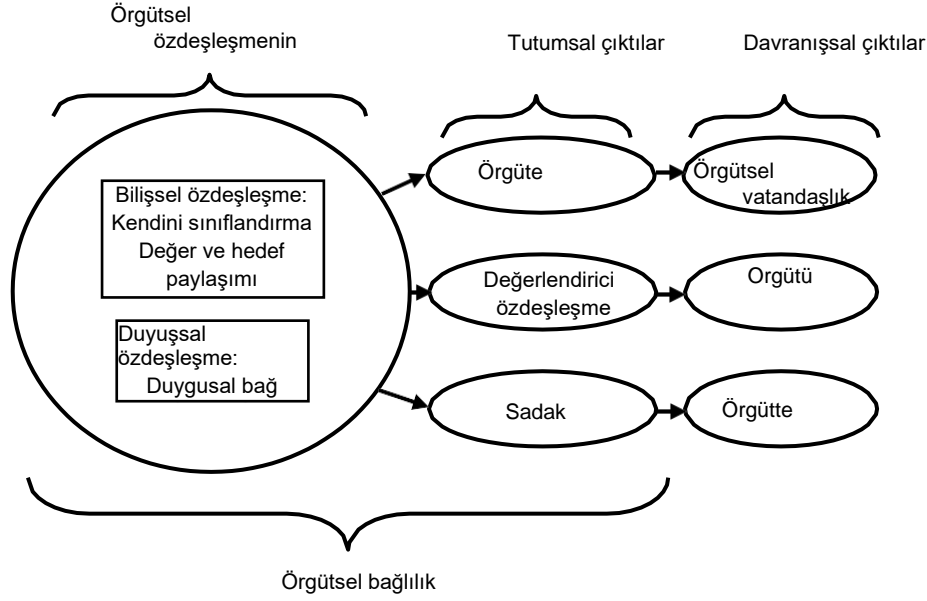 Örgütsel
özdeşleşmenin
Tutumsal çıktılar
Davranışsal çıktılar
Bilişsel özdeşleşme:
Kendini sınıflandırma
Değer ve hedef
paylaşımı
Duyuşsal
özdeşleşme:
Duygusal bağ
Örgüte
Örgütsel
vatandaşlık
Değerlendirici
özdeşleşme
Orgütü
Sadak
Örgütte
Örgütsel bağlılık